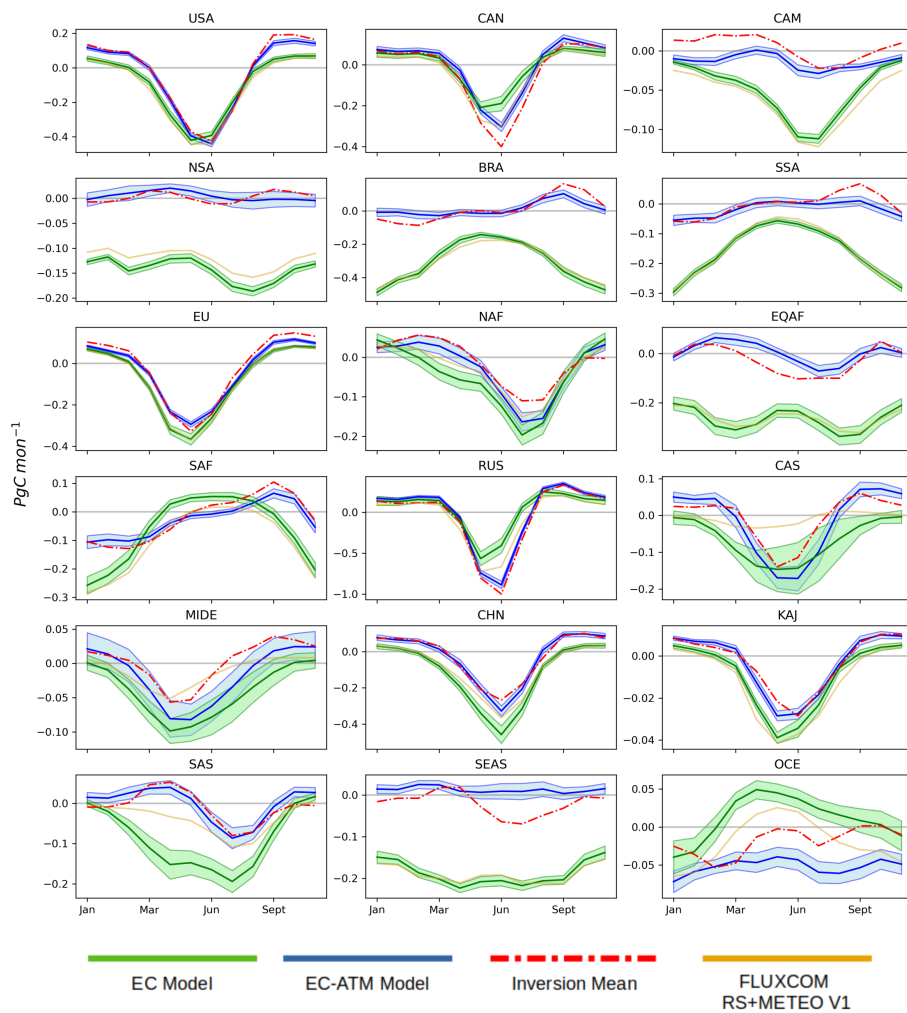 USA CAN CAM
0.2 0.0 −0.2 −0.4
0.0 −0.2 −0.4
0.00 −0.05 −0.10
NSA BRA SSA
0.00 −0.05 −0.10 −0.15 −0.20
0.0 −0.2 −0.4
0.0 −0.1 −0.2 −0.3
EU NAF EQAF
0.0 −0.2 −0.4
0.0 −0.1 −0.2
0.0 −0.2
PgC mon⁻¹
SAF RUS CAS
0.1 0.0 −0.1 −0.2 −0.3
0.0 −0.5 −1.0
0.1 0.0 −0.1 −0.2
MIDE CHN KAJ
0.05 0.00 −0.05 −0.10
0.0 −0.2 −0.4
0.00 −0.02 −0.04
SAS SEAS OCE
0.0 −0.1 −0.2
0.0 −0.1 −0.2
0.05 0.00 −0.05
Jan Mar Jun Sept
Jan Mar Jun Sept
Jan Mar Jun Sept
EC Model EC-ATM Model Inversion Mean FLUXCOM
RS+METEO V1